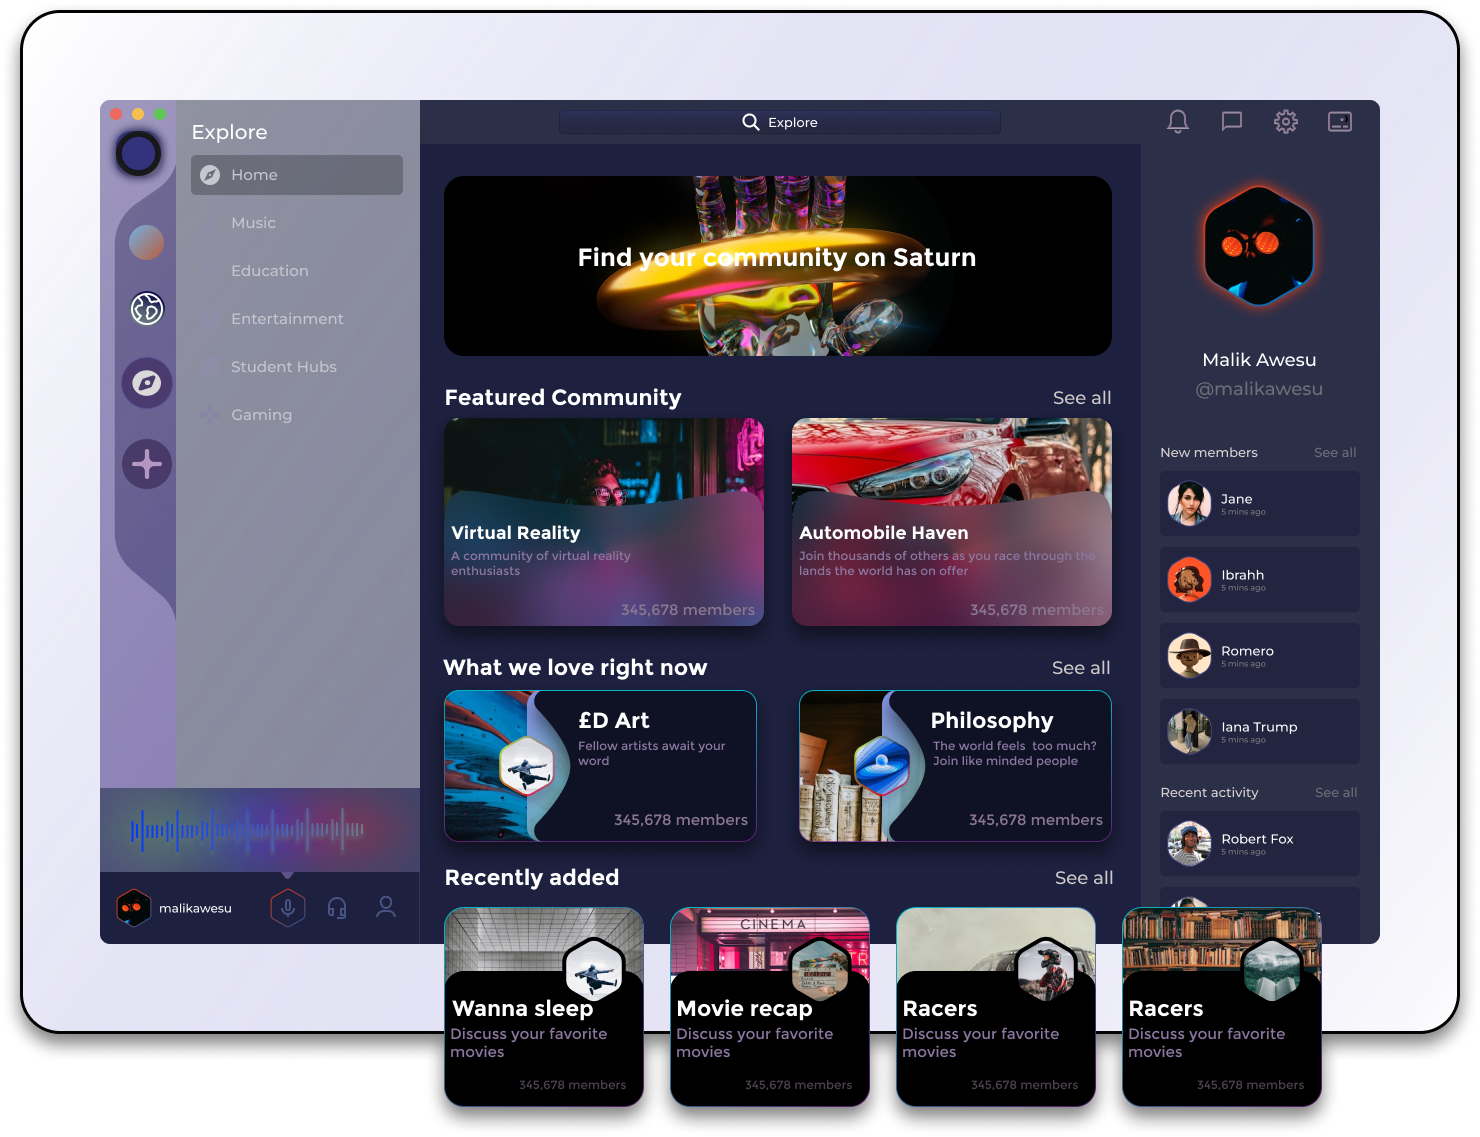 Explore
Home
Music
Education
Entertainment
Student Hubs
Gaming
malikawesu
Explore
Find your community on Saturn
Featured Community
See all
Virtual Reality
A community of virtual reality
enthusiasts
345,678 members
Automobile Haven
Join thousands of others as you race through the
lands the world has on offer
345,678 members
What we love right now
See all
£D Art
Fellow artists await your
word
345,678 members
Philosophy
The world feels  too much?
Join like minded people
345,678 members
Recently added
See all
Wanna sleep
Discuss your favorite
movies
345,678 members
CINEMA
Movie recap
Discuss your favorite
movies
345,678 members
Racers
Discuss your favorite
movies
345,678 members
Racers
Discuss your favorite
movies
345,678 members
Malik Awesu
@malikawesu
New members
See all
Jane
5 mins ago
Ibrahh
5 mins ago
Romero
5 mins ago
Iana Trump
5 mins ago
Recent activity
See all
Robert Fox
5 mins ago